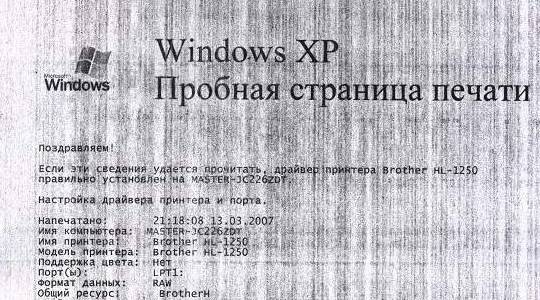 Windows XP
Пробная страница печати
Microsoft
Windows
Поздравляем!
Если эти сведения удается прочитать, драйвер принтера Brother HL-1250
правильно установлен на MASTER-JC226ZDT.
Настройка драйвера принтера и порта.
Напечатано: 21:18:08 13.03.2007
Имя компьютера: MASTER-JC226ZDT
Имя принтера: Brother HL-1250
Модель принтера: Brother HL-1250
Поддержка цвета: Нет
Порт(ы): LPT1:
Формат данных: RAW
Общий ресурс: BrotherH